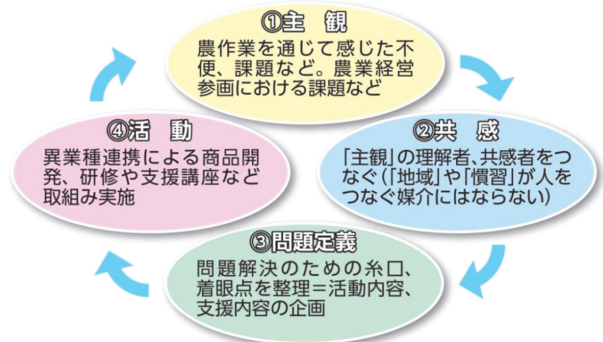 ①主 観
農作業を通じて感じた不
便、課題など。農業経営
参画における課題など
②共 感
「主観」の理解者、共感者をつ
なぐ(「地域」や「慣習」が人を
つなぐ媒介にはならない)
③問題定義
問題解決のための糸口、
着眼点を整理＝活動内容、
支援内容の企画
④活 動
異業種連携による商品開
発、研修や支援講座など
取組み実施